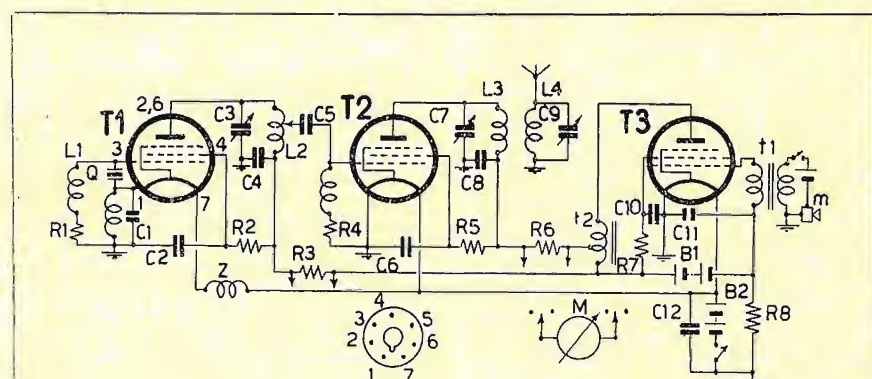 T1
2,6
3
4
L1
Q
1
7
R1
C1
C2
R2
C3
C4
L2
C5
Z
R3
T2
R4
C6
C7
C8
L3
R5
L4
C9
R6
t2
T3
C10
C11
R7
B1
B2
C12
R8
t1
m
M
4
3
5
2
6
1
7